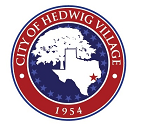 CITY OF HEDWIG VILLAGE
1954